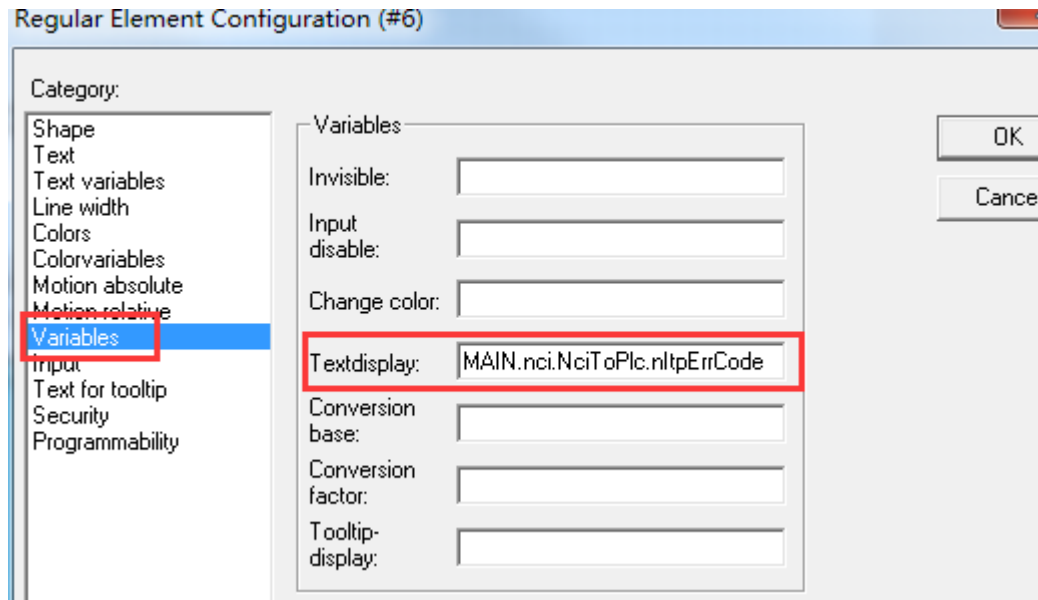 Regular Element Configuration (#6)
Category:
Shape
Text
Text variables
Line width
Colors
Colorvariables
Motion absolute
Motion relative
Variables
Input
Text for tooltip
Security
Programmability
Variables
Invisible:
Input
disable:
Change color:
Textdisplay:
MAIN.nci.NciToPlc.nItpErrCode
Conversion
base:
Conversion
factor:
Tooltip-
display:
OK
Cance